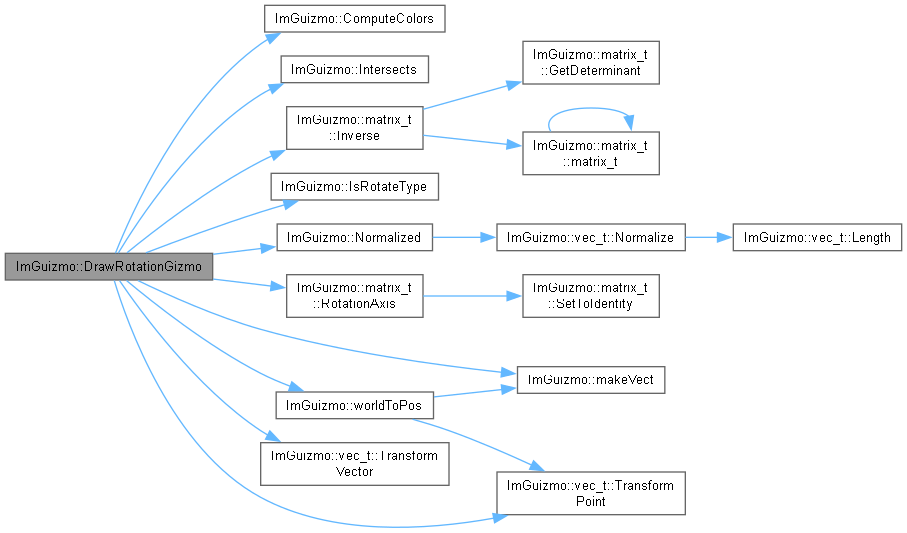 ImGuizmo::ComputeColors
ImGuizmo::Intersects
ImGuizmo::matrix_t
::GetDeterminant
ImGuizmo::matrix_t
::Inverse
ImGuizmo::matrix_t
::matrix_t
ImGuizmo::IsRotateType
ImGuizmo::Normalized
ImGuizmo::vec_t::Normalize
ImGuizmo::vec_t::Length
ImGuizmo::DrawRotationGizmo
ImGuizmo::matrix_t
::RotationAxis
ImGuizmo::matrix_t
::SetToIdentity
ImGuizmo::makeVect
ImGuizmo::worldToPos
ImGuizmo::vec_t::Transform
Vector
ImGuizmo::vec_t::Transform
Point